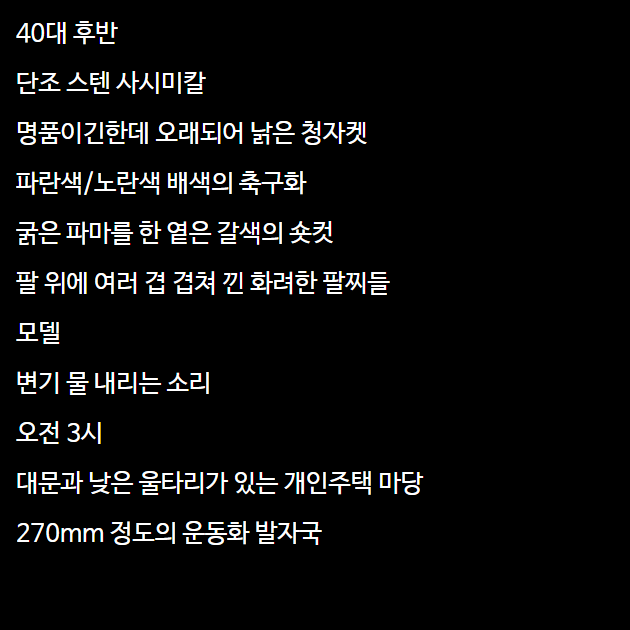 40대 후반
단조 스텐 사시미칼
명품이긴한데 오래되어 낡은 청자켓
파란색/노란색 배색의 축구화
굵은 파마를 한 옅은 갈색의 숏컷
팔 위에 여러 겹 겹쳐 낀 화려한 팔찌들
모델
변기 물 내리는 소리
오전 3시
대문과 낮은 울타리가 있는 개인주택 마당
270mm 정도의 운동화 발자국